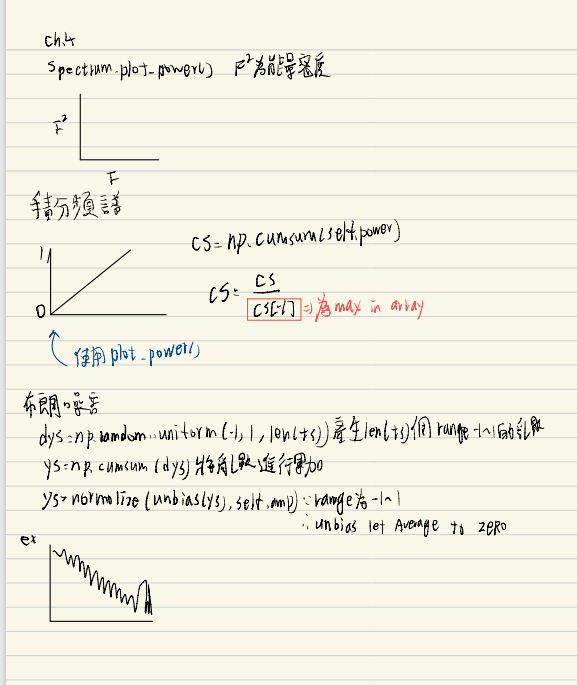 ch.4
spectrum.plot_power() F²為能量密度
F²
F
積分頻譜
1
CS = np.cumsum(self.power)
CS = CS / CS[-1] ⇒ 為 max in array
0
使用 plot_power()
布朗噪音
dys = np.random.uniform(-1, 1, len(ts)) 產生len(ts)個 range -1~1的亂數
ys = np.cumsum(dys) 將亂數進行累加
ys = normalize(unbias(ys), self.amp) ∵range為 -1~1
∴ unbias let Average to zero
ex